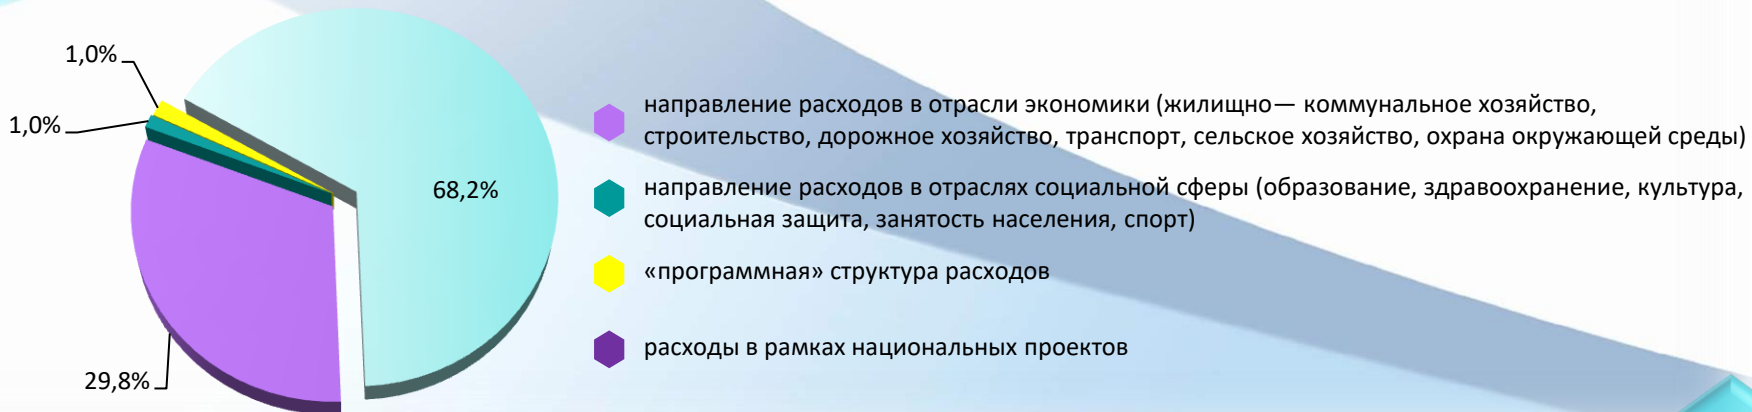 1,0%
1,0%
68,2%
29,8%
направление расходов в отрасли экономики (жилищно— коммунальное хозяйство,
строительство, дорожное хозяйство, транспорт, сельское хозяйство, охрана окружающей среды)
направление расходов в отраслях социальной сферы (образование, здравоохранение, культура,
социальная защита, занятость населения, спорт)
«программная» структура расходов
расходы в рамках национальных проектов